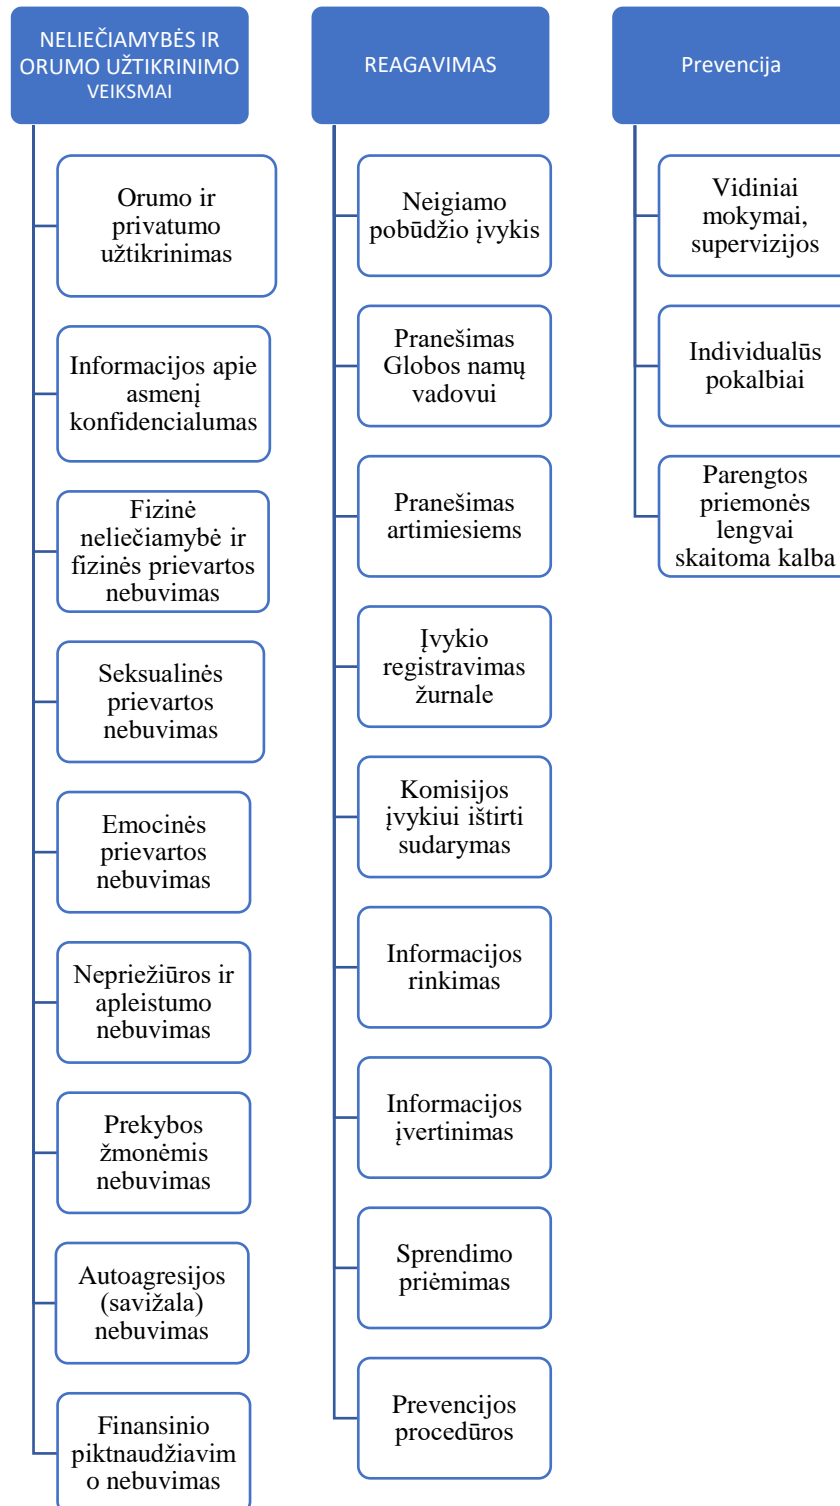 NELIEČIAMYBĖS IR
ORUMO UŽTIKRINIMO
VEIKSMAI
Orumo ir
privatumo
užtikrinimas
Informacijos apie
asmenį
konfidencialumas
Fizinė
neliečiamybė ir
fizinės prievartos
nebuvimas
Seksualinės
prievartos
nebuvimas
Emocinės
prievartos
nebuvimas
Nepriežiūros ir
apleistumo
nebuvimas
Prekybos
žmonėmis
nebuvimas
Autoagresijos
(savižala)
nebuvimas
Finansinio
piktnaudžiavim
o nebuvimas
REAGAVIMAS
Neigiamo
pobūdžio įvykis
Pranešimas
Globos namų
vadovui
Pranešimas
artimiesiems
Įvykio
registravimas
žurnale
Komisijos
įvykiui ištirti
sudarymas
Informacijos
rinkimas
Informacijos
įvertinimas
Sprendimo
priėmimas
Prevencijos
procedūros
Prevencija
Vidiniai
mokymai,
supervizijos
Individualūs
pokalbiai
Parengtos
priemonės
lengvai
skaitoma kalba